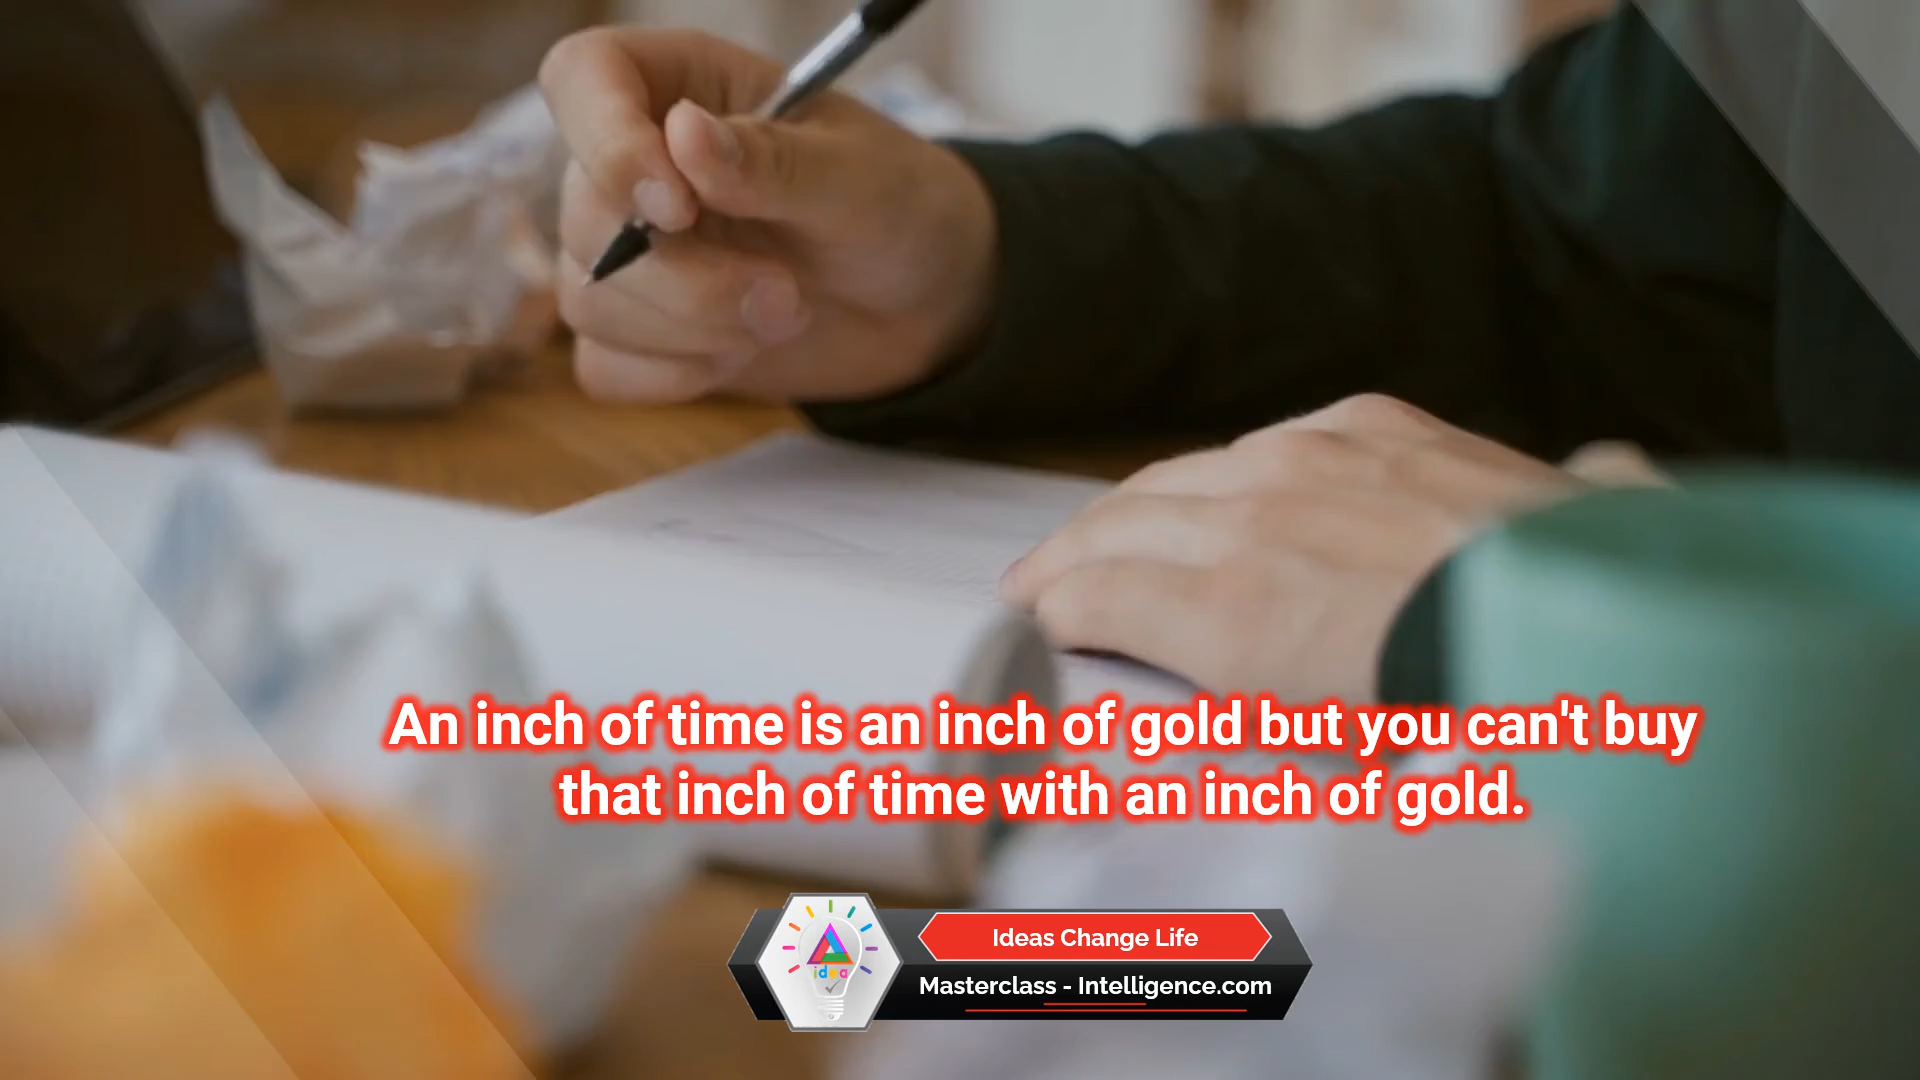 An inch of time is an inch of gold but you can't buy
that inch of time with an inch of gold.
idea
Ideas Change Life
Masterclass - Intelligence.com